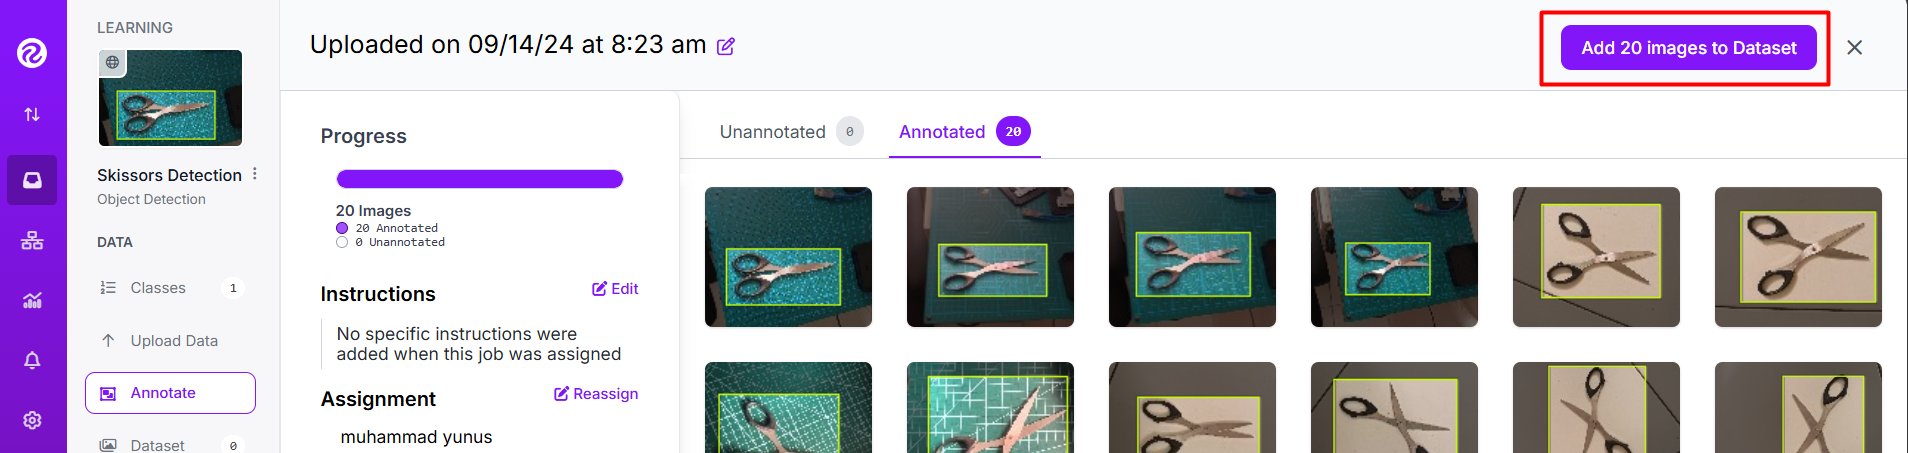 LEARNING
Skissors Detection
Object Detection
DATA
Classes 1
Upload Data
Annotate
Dataset 0
Uploaded on 09/14/24 at 8:23 am
Add 20 images to Dataset
Progress
20 Images
20 Annotated
0 Unannotated
Instructions
Edit
No specific instructions were
added when this job was assigned
Assignment
Reassign
muhammad yunus
Unannotated 0
Annotated 20